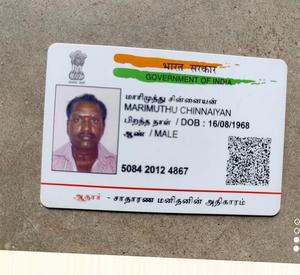 भारत सरकार
GOVERNMENT OF INDIA
மாரிமுத்து சின்னையன்
MARIMUTHU CHINNAIYAN
பிறந்த நாள் / DOB : 16/08/1968
ஆண் / MALE
5084 2012 4867
ஆதார் - சாதாரண மனிதனின் அதிகாரம்